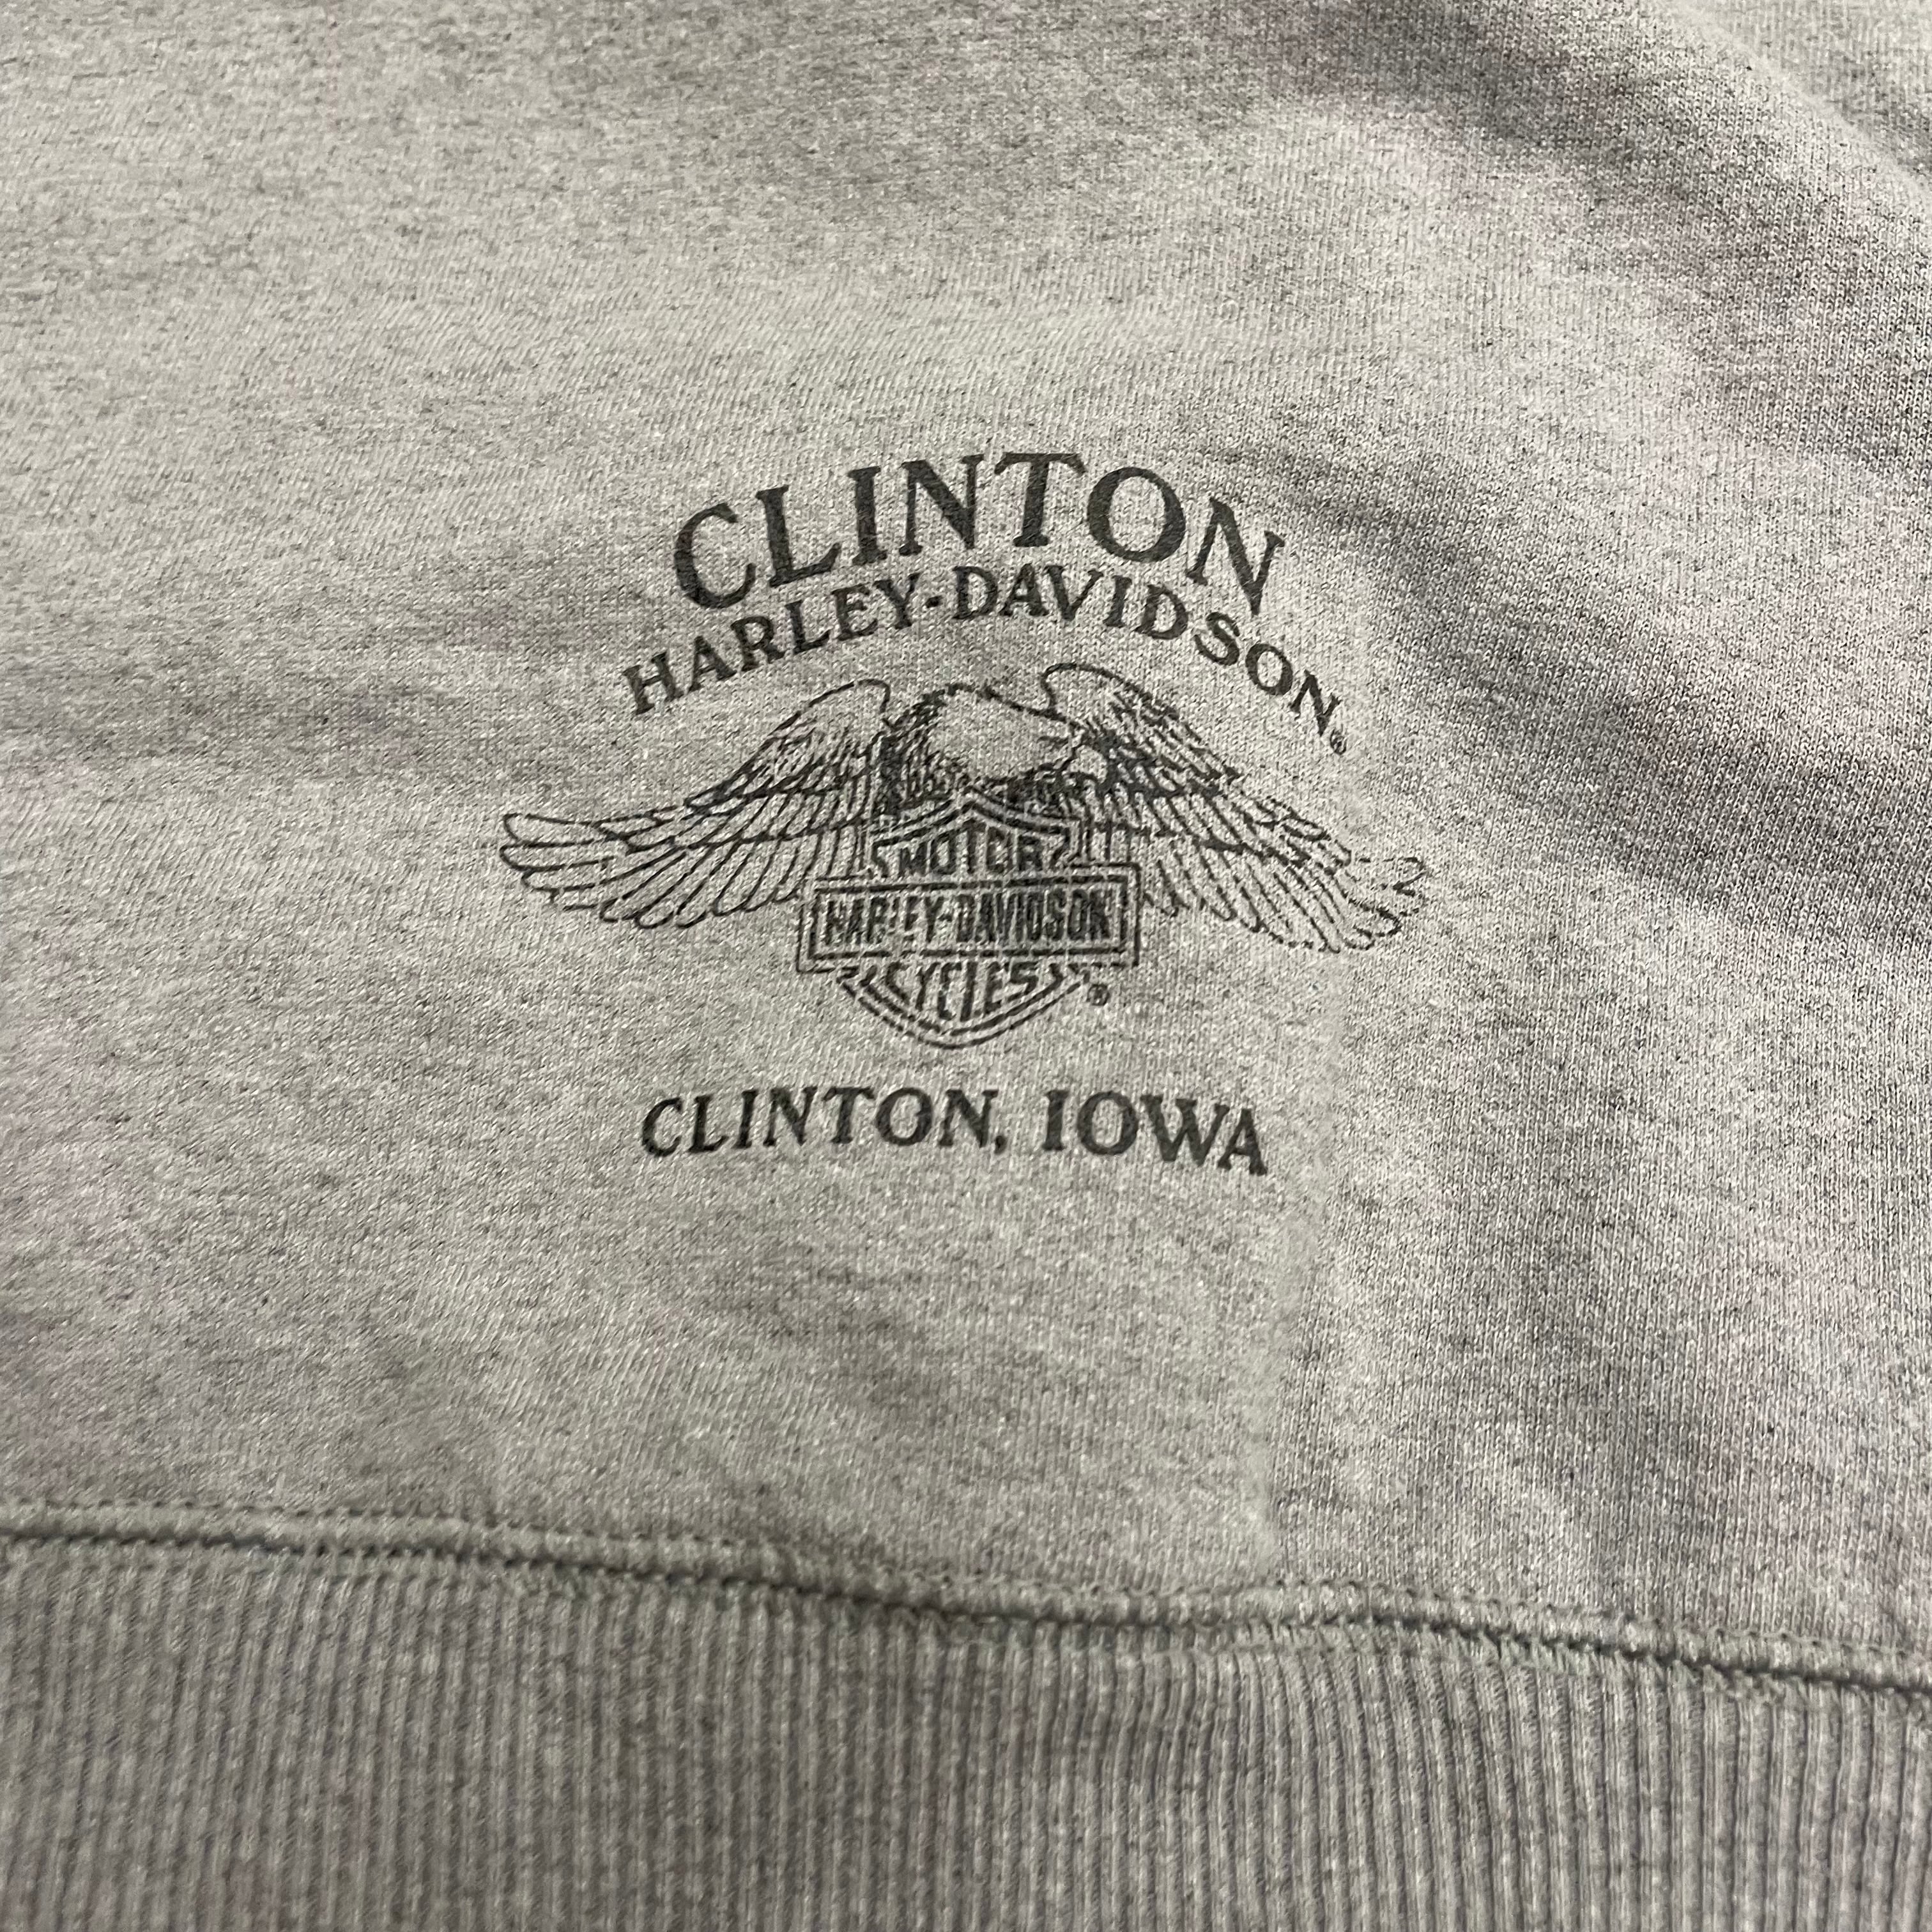 CLINTON
HARLEY-DAVIDSON®
MOTOR
HARLEY-DAVIDSON
CYCLES ®
CLINTON, IOWA